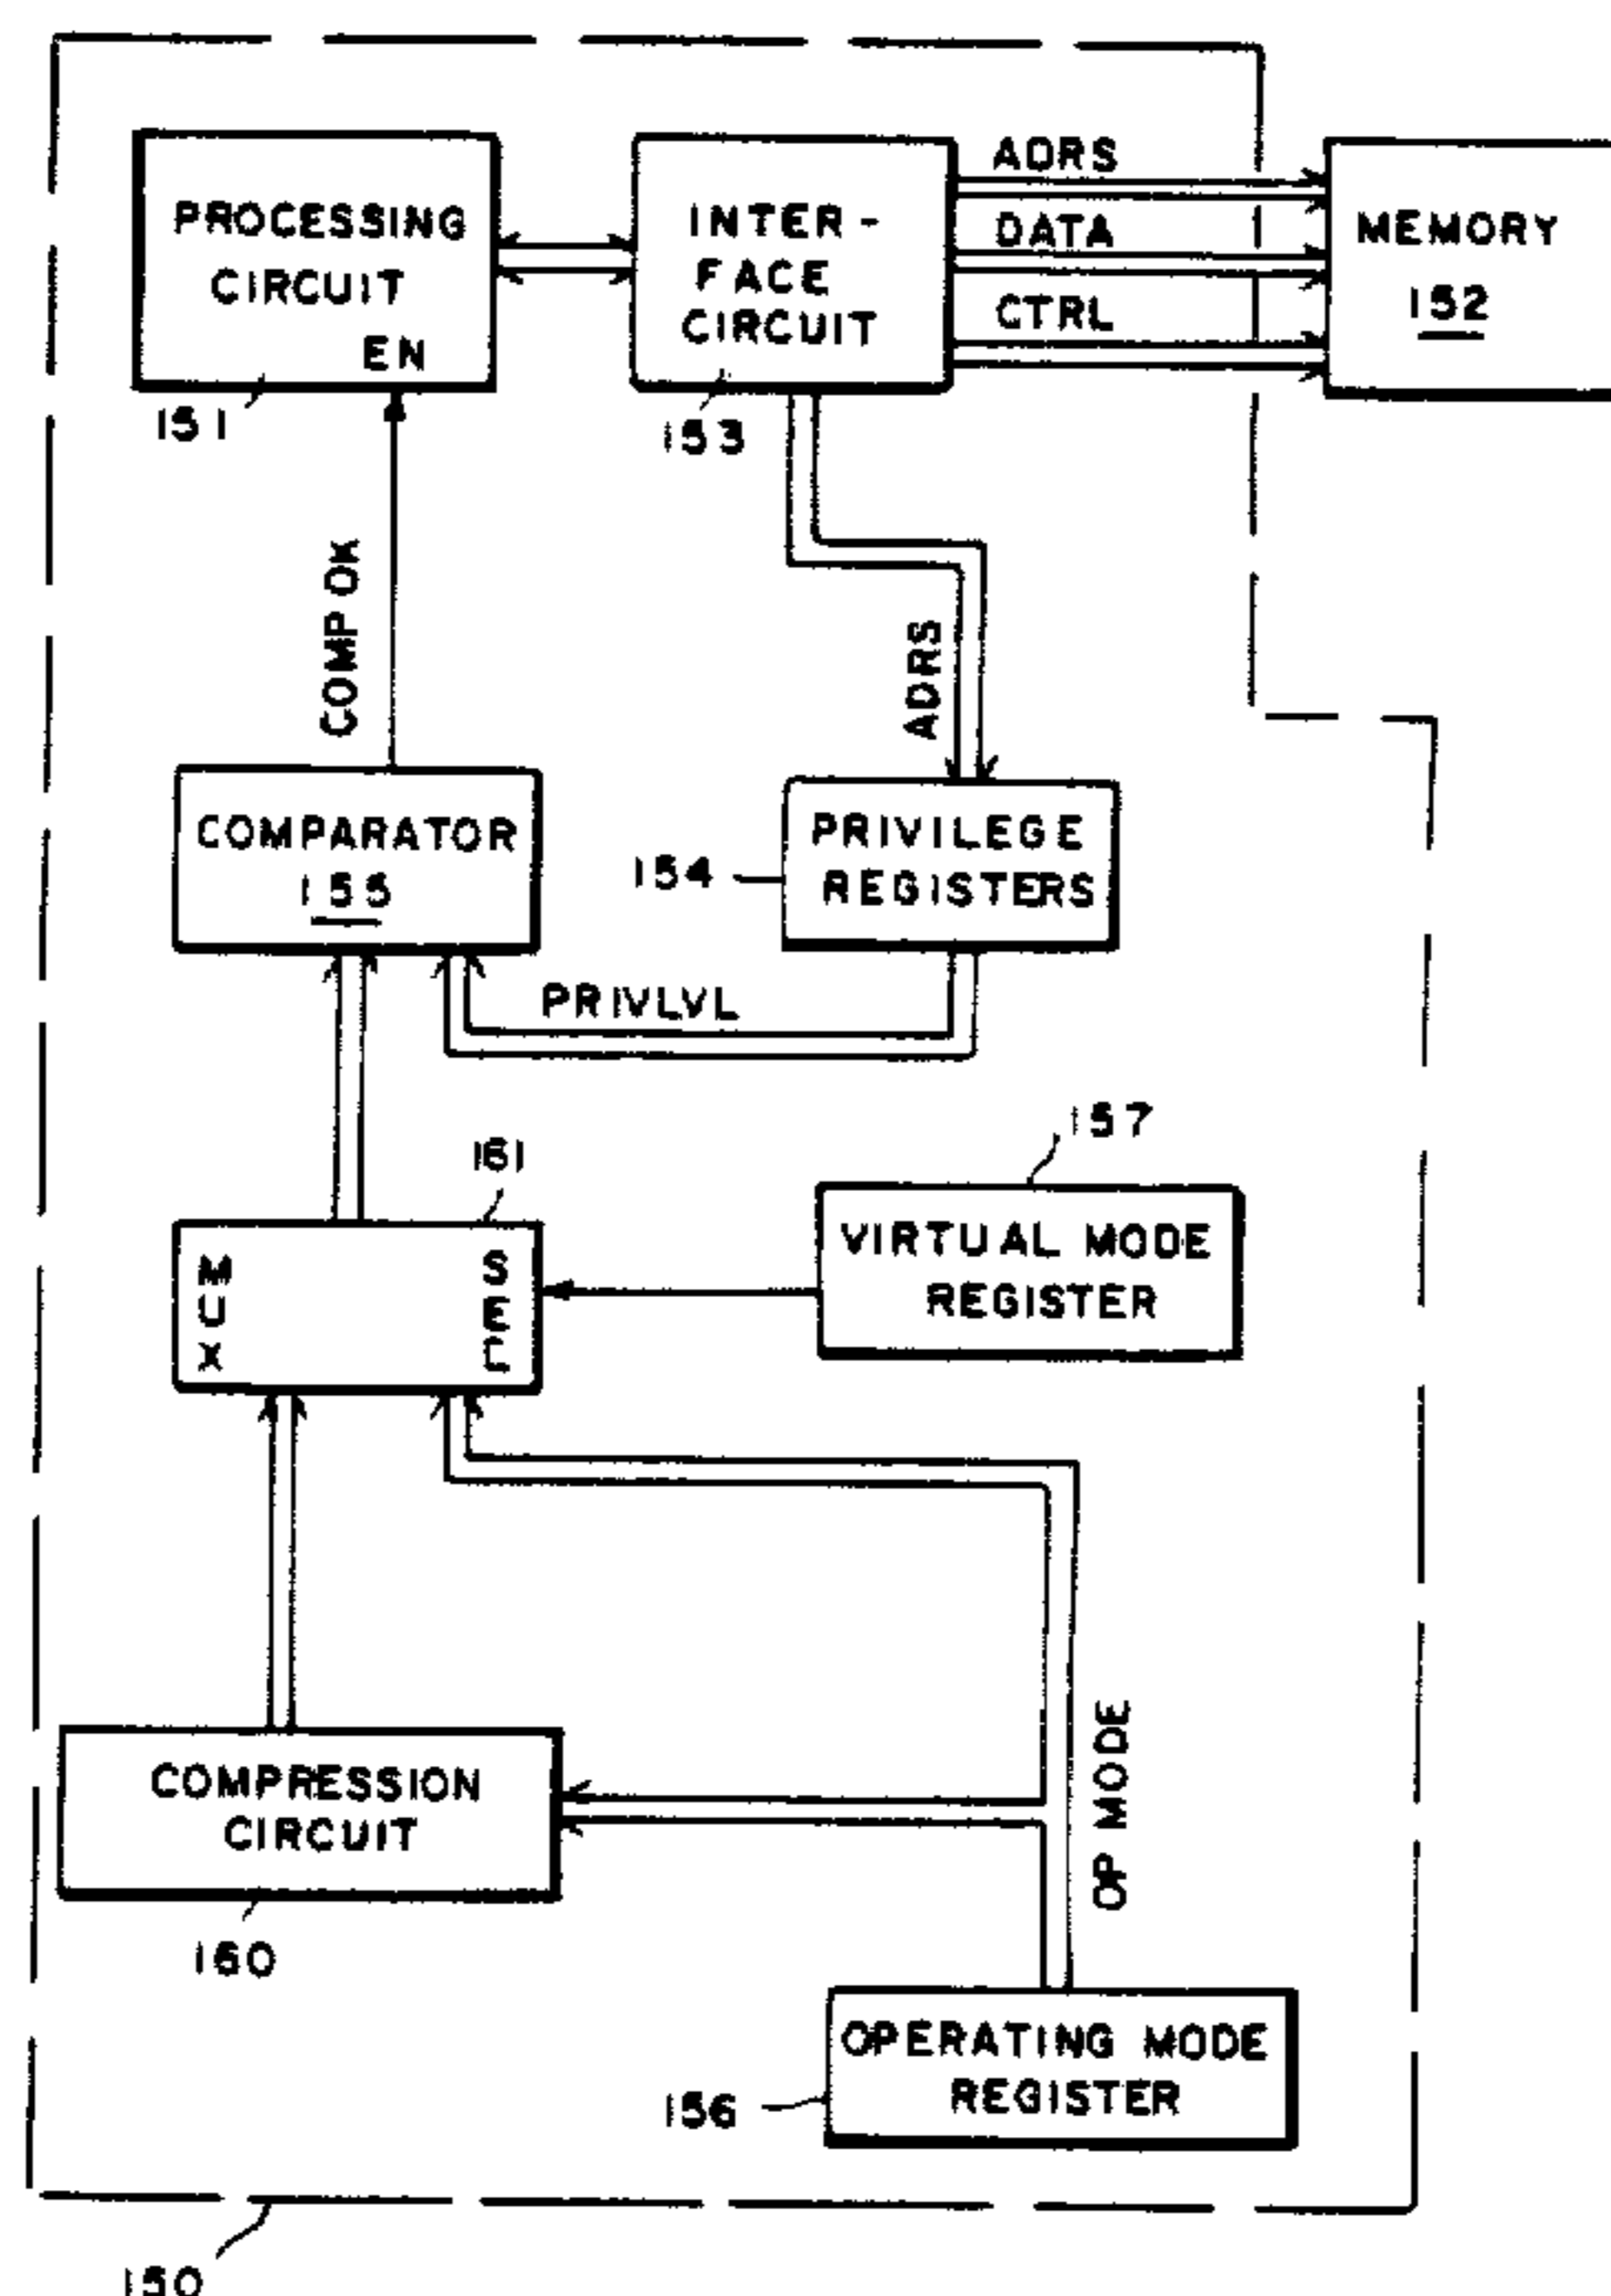 PROCESSING
CIRCUIT
EN
151
INTER-
FACE
CIRCUIT
153
ADRS
DATA
CTRL
MEMORY
152
COMP OK
ADRS
COMPARATOR
155
154
PRIVILEGE
REGISTERS
PRIVLVL
157
161
MUX
SEL
VIRTUAL MODE
REGISTER
COMPRESSION
CIRCUIT
160
OP MODE
OPERATING MODE
REGISTER
156
150